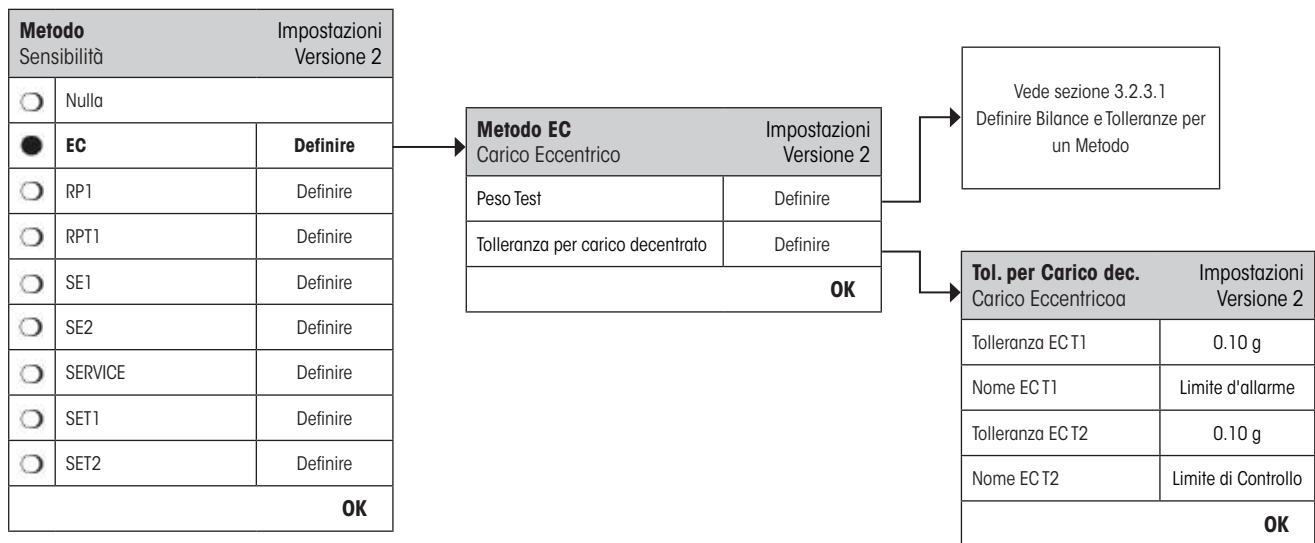 Metodo Impostazioni
Sensibilità Versione 2
Nulla
EC Definire
RP1 Definire
RPT1 Definire
SE1 Definire
SE2 Definire
SERVICE Definire
SET1 Definire
SET2 Definire
OK
Metodo EC Impostazioni
Carico Eccentrico Versione 2
Peso Test Definire
Tolleranza per carico decentrato Definire
OK
Vede sezione 3.2.3.1
Definire Bilance e Tolleranze per
un Metodo
Tol. per Carico dec. Impostazioni
Carico Eccentricoa Versione 2
Tolleranza EC T1 0.10 g
Nome EC T1 Limite d'allarme
Tolleranza EC T2 0.10 g
Nome EC T2 Limite di Controllo
OK